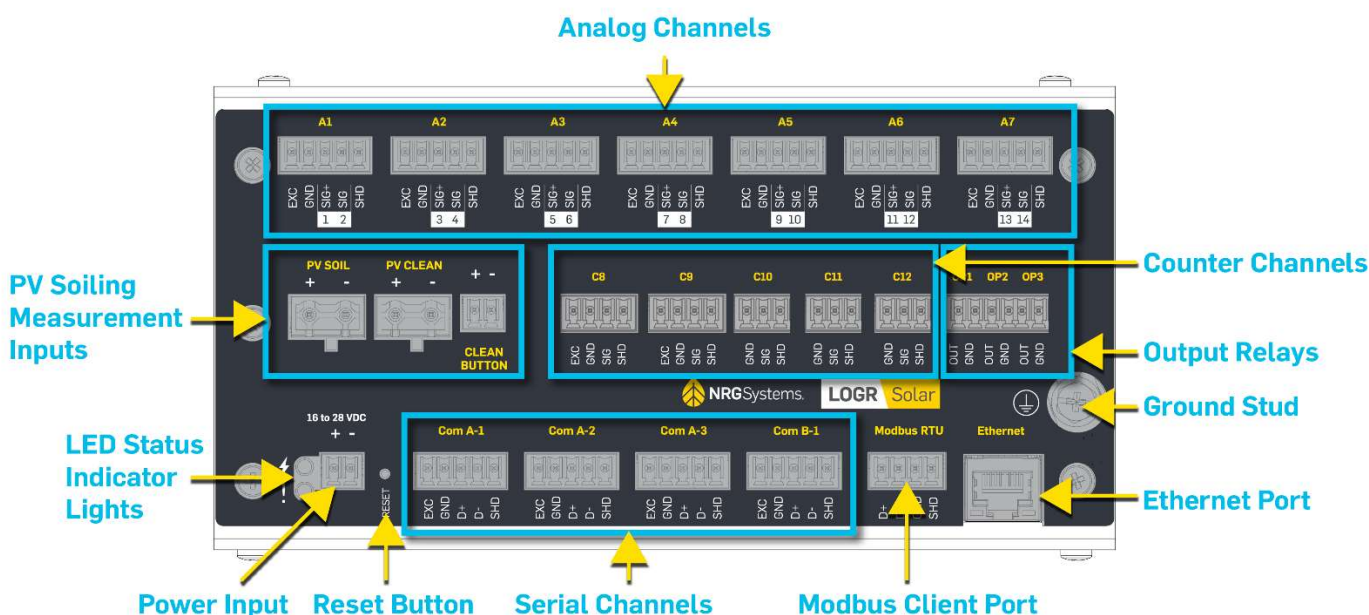 Analog Channels
A1 A2 A3 A4 A5 A6 A7
EXC GND SIG+ SIG SHD EXC GND SIG+ SIG SHD EXC GND SIG+ SIG SHD EXC GND SIG+ SIG SHD EXC GND SIG+ SIG SHD EXC GND SIG+ SIG SHD EXC GND SIG+ SIG SHD
1 2 3 4 5 6 7 8 9 10 11 12 13 14
PV Soiling
Measurement
Inputs
PV SOIL PV CLEAN
+ - + - + -
CLEAN
BUTTON
C8 C9 C10 C11 C12
EXC GND SIG SHD EXC GND SIG SHD GND SIG SHD GND SIG SHD GND SIG SHD
Counter Channels
OP2 OP3
OUT GND OUT GND OUT GND
Output Relays
NRGSystems. LOGR Solar
Ground Stud
LED Status
Indicator
Lights
16 to 28 VDC
+ -
!
RESET
Com A-1 Com A-2 Com A-3 Com B-1
EXC GND D+ D- SHD EXC GND D+ D- SHD EXC GND D+ D- SHD EXC GND D+ D- SHD
Modbus RTU
D+ SHD
Ethernet
Ethernet Port
Power Input Reset Button Serial Channels Modbus Client Port